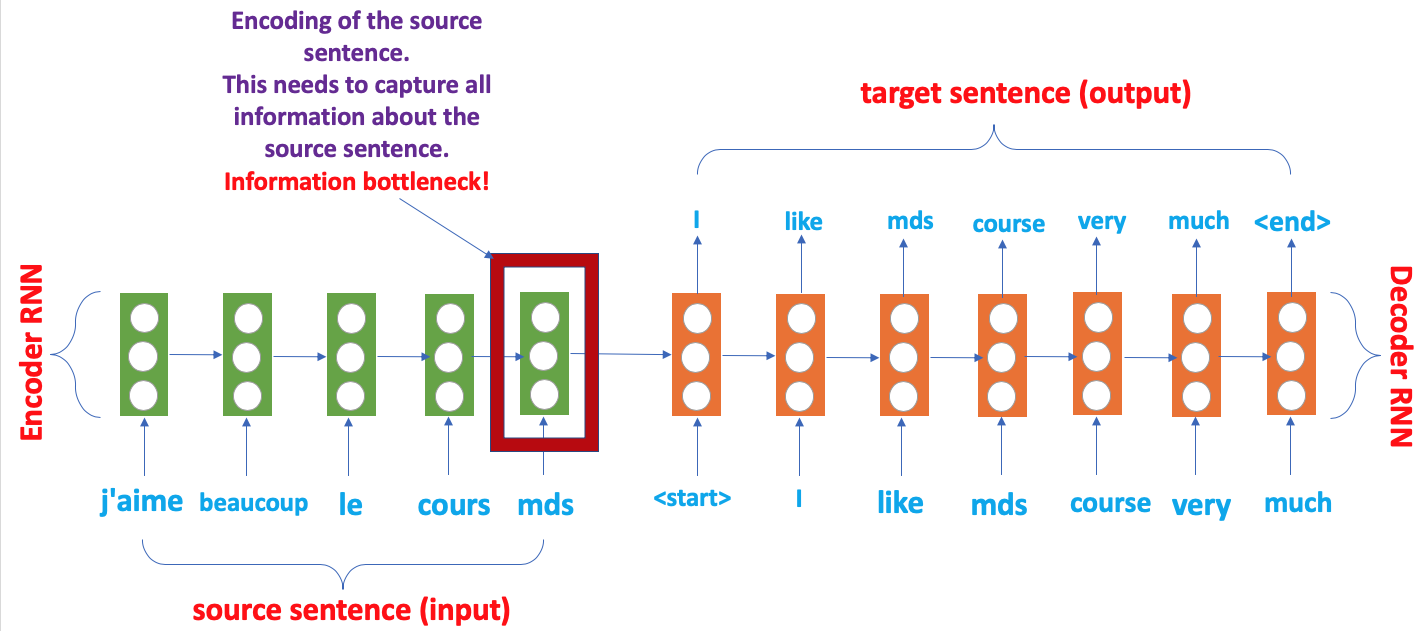 Encoding of the source
sentence.
This needs to capture all
information about the
source sentence.
Information bottleneck!
target sentence (output)
I like mds course very much <end>
Encoder RNN
Decoder RNN
j'aime beaucoup le cours mds
<start> I like mds course very much
source sentence (input)